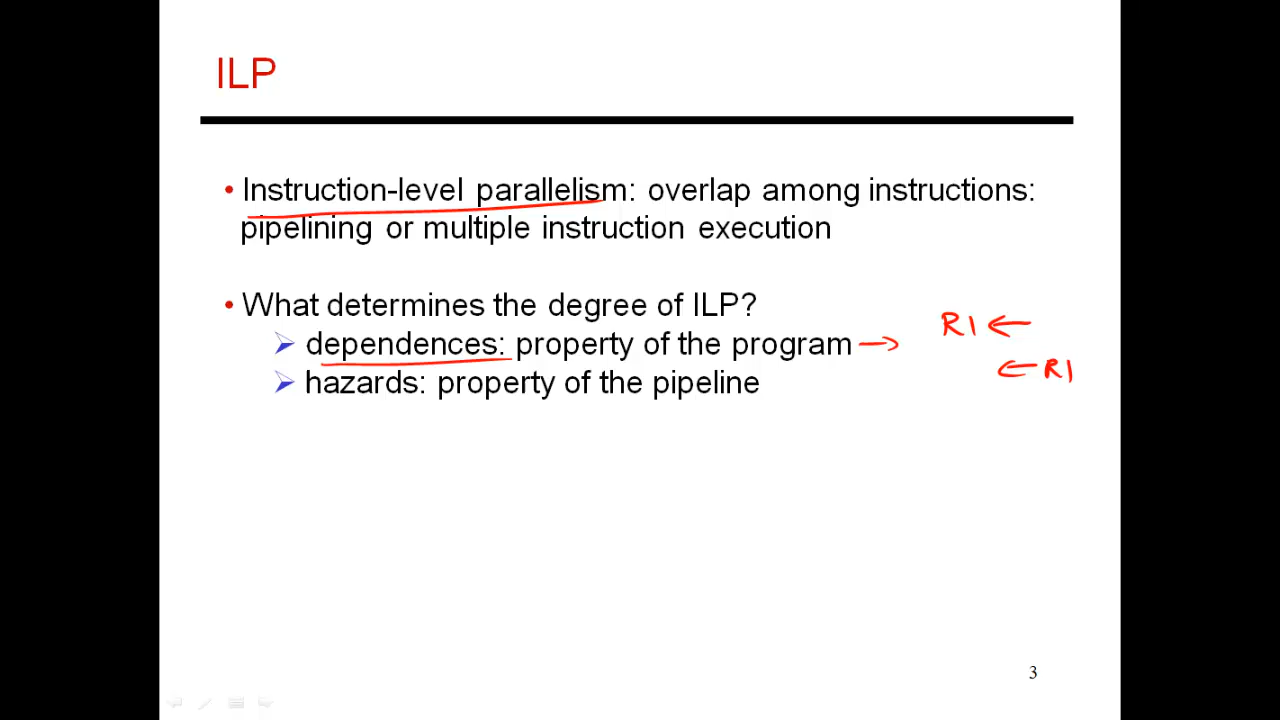 ILP
• Instruction-level parallelism: overlap among instructions:
pipelining or multiple instruction execution
• What determines the degree of ILP?
➢ dependences: property of the program → R1 ←
← R1
➢ hazards: property of the pipeline
3